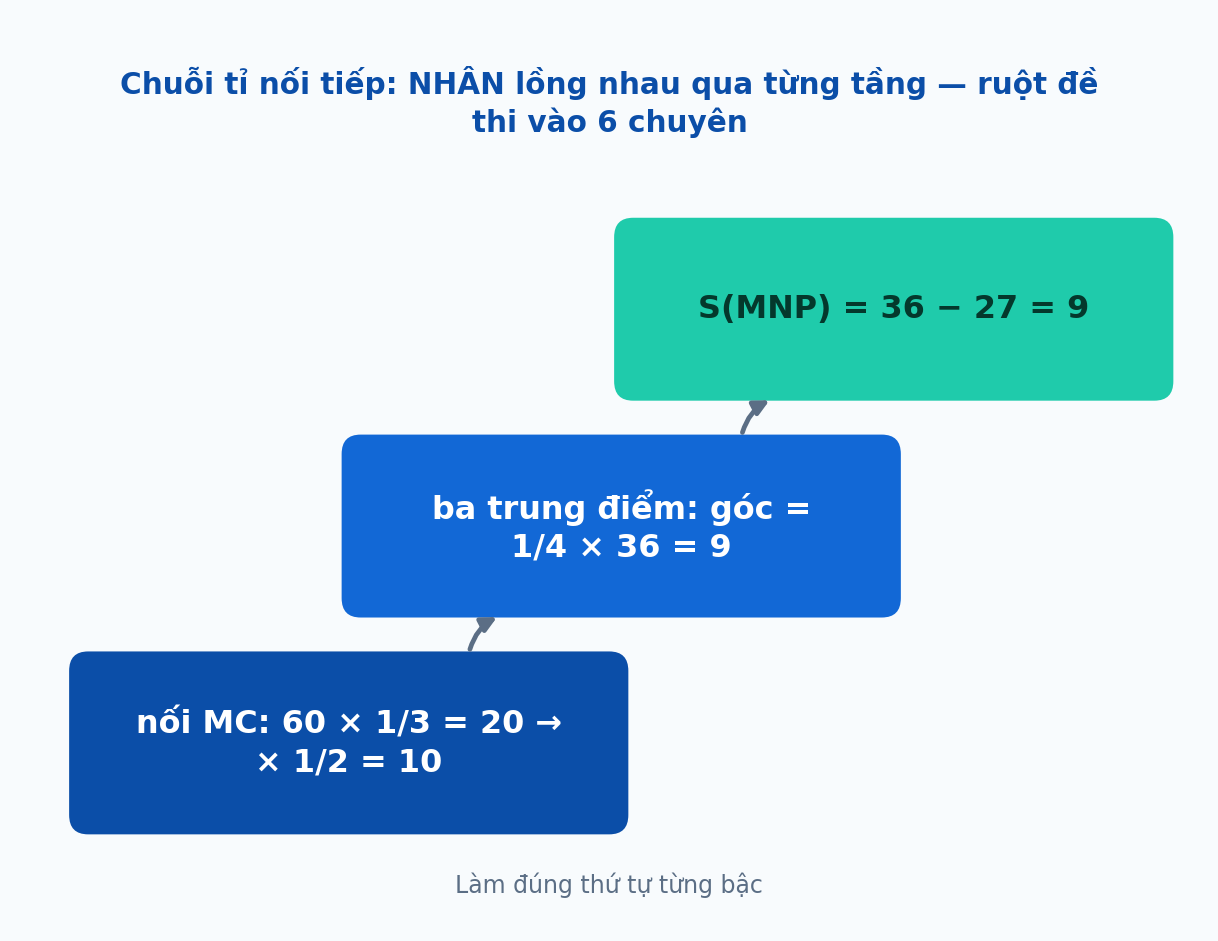 Chuỗi tỉ nối tiếp: NHÂN lồng nhau qua từng tầng — ruột đề
thi vào 6 chuyên
S(MNP) = 36 − 27 = 9
ba trung điểm: góc =
1/4 × 36 = 9
nối MC: 60 × 1/3 = 20 →
× 1/2 = 10
Làm đúng thứ tự từng bậc